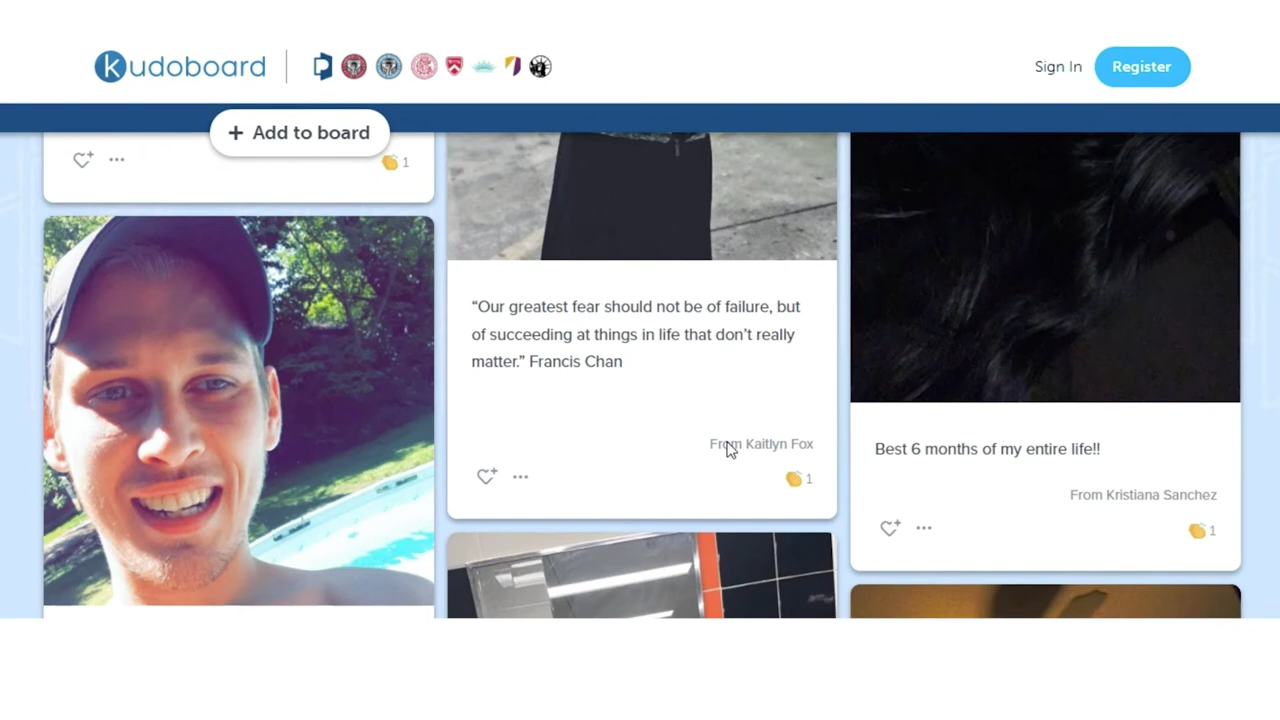 kudoboard
Sign In
Register
+ Add to board
1
“Our greatest fear should not be of failure, but
of succeeding at things in life that don’t really
matter.” Francis Chan
From Kaitlyn Fox
1
Best 6 months of my entire life!!
From Kristiana Sanchez
1